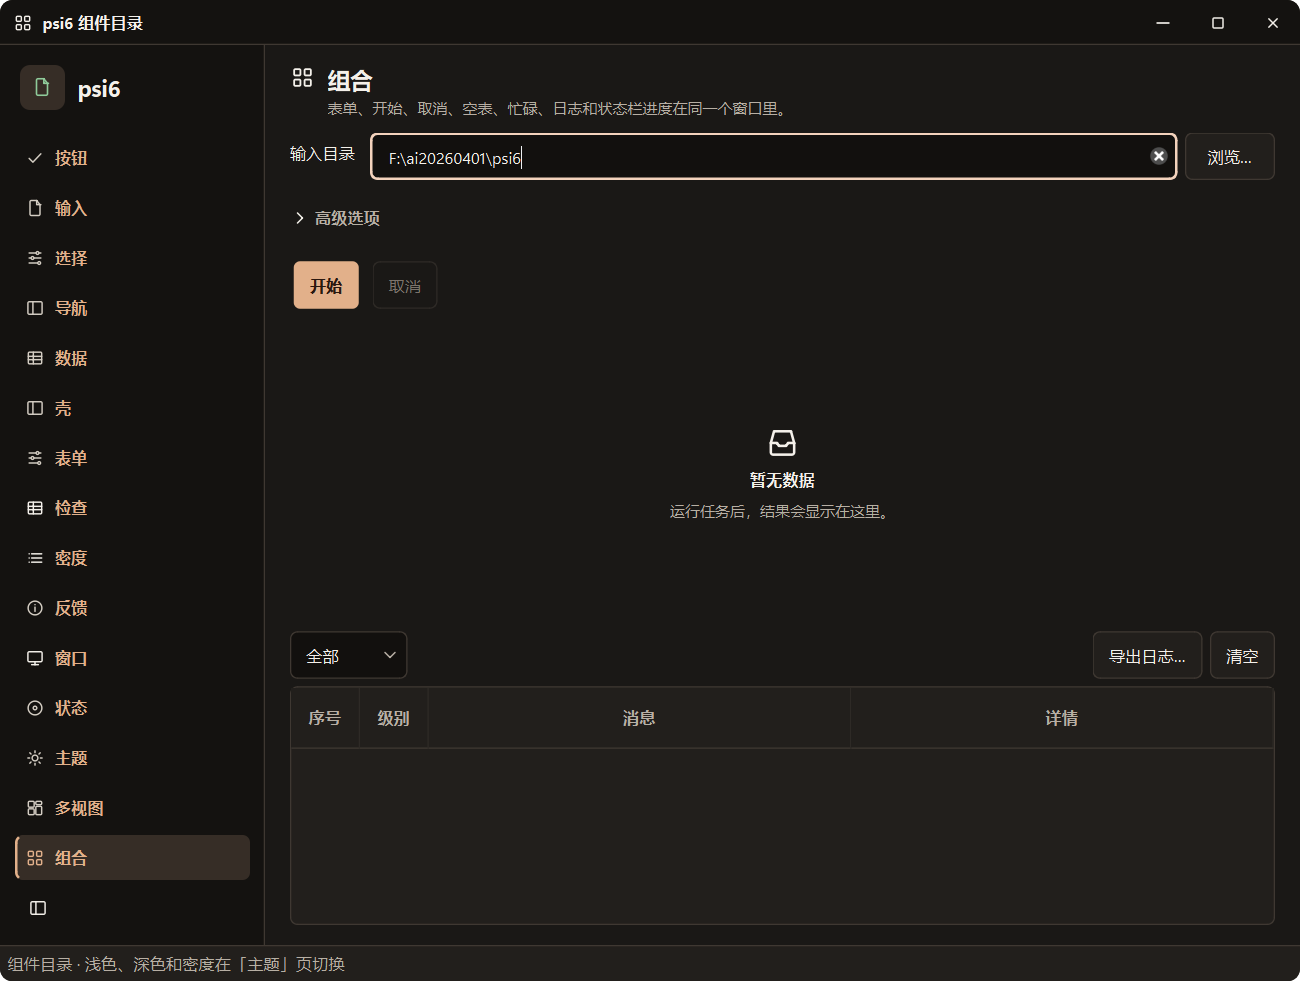 psi6 组件目录
psi6
按钮
输入
选择
导航
数据
壳
表单
检查
密度
反馈
窗口
状态
主题
多视图
组合
组合
表单、开始、取消、空表、忙碌、日志和状态栏进度在同一个窗口里。
输入目录 F:\ai20260401\psi6 浏览...
高级选项
开始 取消
暂无数据
运行任务后，结果会显示在这里。
全部 导出日志... 清空
序号 级别 消息 详情
组件目录 · 浅色、深色和密度在「主题」页切换